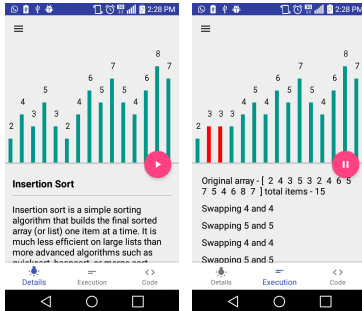 2:28 PM
2 4 3 5 3 2 4 6 5 7 5 4 6 8 7
Insertion Sort
Insertion sort is a simple sorting
algorithm that builds the final sorted
array (or list) one item at a time. It is
much less efficient on large lists than
more advanced algorithms such as
quicksort, heapsort, or merge sort
Details
Execution
Code
2:28 PM
2 3 3 3 4 5 4 6 5 7 5 4 6 8 7
Original array - [ 2 4 3 5 3 2 4 6 5
7 5 4 6 8 7 ] total items - 15
Swapping 4 and 4
Swapping 5 and 5
Swapping 4 and 4
Swapping 5 and 5
Details
Execution
Code